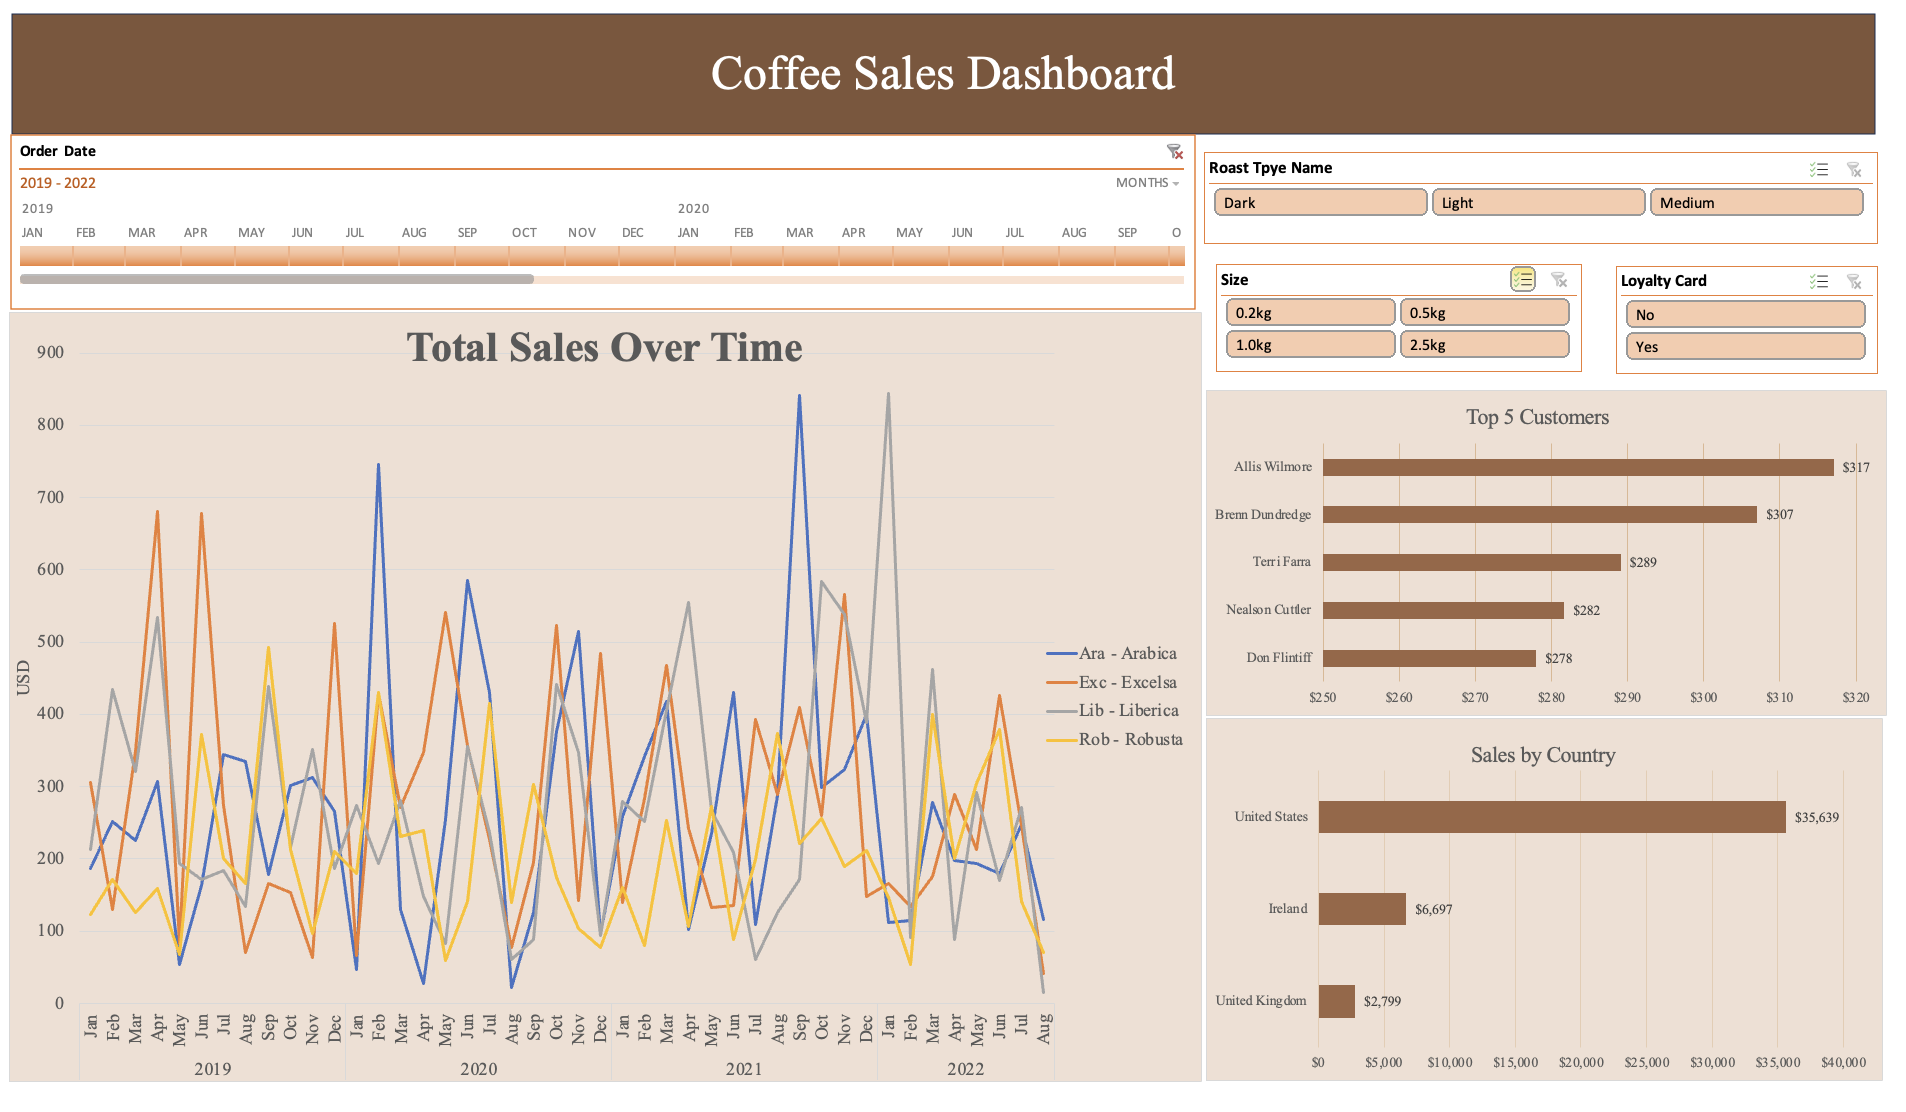 Coffee Sales Dashboard
Order Date
2019 - 2022
MONTHS
2019 2020
JAN FEB MAR APR MAY JUN JUL AUG SEP OCT NOV DEC JAN FEB MAR APR MAY JUN JUL AUG SEP O
Roast Tpye Name
Dark Light Medium
Size
0.2kg 0.5kg
1.0kg 2.5kg
Loyalty Card
No
Yes
Total Sales Over Time
900
800
700
600
500
400
300
200
100
0
USD
Jan Feb Mar Apr May Jun Jul Aug Sep Oct Nov Dec Jan Feb Mar Apr May Jun Jul Aug Sep Oct Nov Dec Jan Feb Mar Apr May Jun Jul Aug Sep Oct Nov Dec Jan Feb Mar Apr May Jun Jul Aug
2019 2020 2021 2022
Ara - Arabica
Exc - Excelsa
Lib - Liberica
Rob - Robusta
Top 5 Customers
Allis Wilmore $317
Brenn Dundredge $307
Terri Farra $289
Nealson Cuttler $282
Don Flintiff $278
$250 $260 $270 $280 $290 $300 $310 $320
Sales by Country
United States $35,639
Ireland $6,697
United Kingdom $2,799
$0 $5,000 $10,000 $15,000 $20,000 $25,000 $30,000 $35,000 $40,000